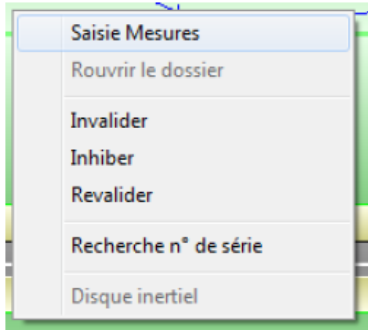 Saisie Mesures
Rouvrir le dossier
Invalider
Inhiber
Revalider
Recherche n° de série
Disque inertiel